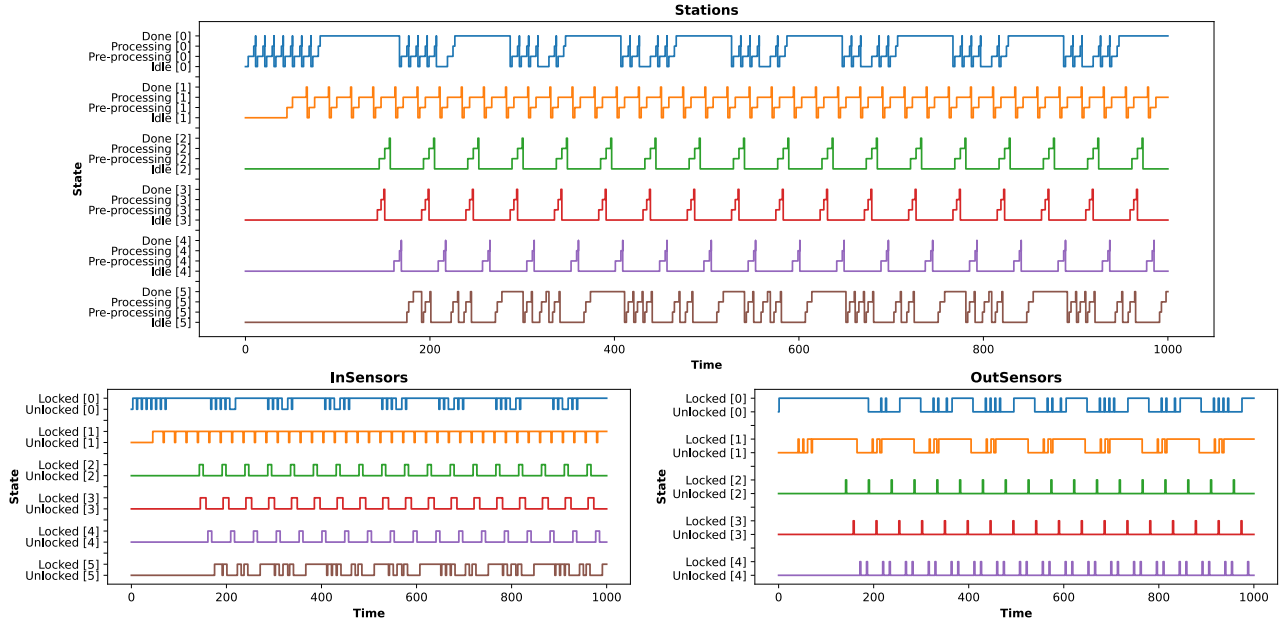 Stations
Done [0]
Processing [0]
Pre-processing [0]
Idle [0]
Done [1]
Processing [1]
Pre-processing [1]
Idle [1]
Done [2]
Processing [2]
Pre-processing [2]
Idle [2]
Done [3]
Processing [3]
Pre-processing [3]
Idle [3]
Done [4]
Processing [4]
Pre-processing [4]
Idle [4]
Done [5]
Processing [5]
Pre-processing [5]
Idle [5]
State
0 200 400 600 800 1000
Time
InSensors
Locked [0]
Unlocked [0]
Locked [1]
Unlocked [1]
Locked [2]
Unlocked [2]
Locked [3]
Unlocked [3]
Locked [4]
Unlocked [4]
Locked [5]
Unlocked [5]
State
0 200 400 600 800 1000
Time
OutSensors
Locked [0]
Unlocked [0]
Locked [1]
Unlocked [1]
Locked [2]
Unlocked [2]
Locked [3]
Unlocked [3]
Locked [4]
Unlocked [4]
State
0 200 400 600 800 1000
Time